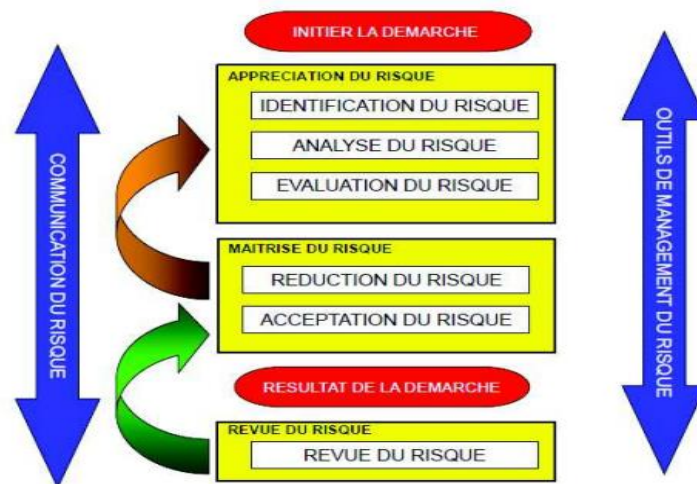 INITIER LA DEMARCHE
APPRECIATION DU RISQUE
IDENTIFICATION DU RISQUE
ANALYSE DU RISQUE
EVALUATION DU RISQUE
MAITRISE DU RISQUE
REDUCTION DU RISQUE
ACCEPTATION DU RISQUE
RESULTAT DE LA DEMARCHE
REVUE DU RISQUE
REVUE DU RISQUE
COMMUNICATION DU RISQUE
OUTILS DE MANAGEMENT DU RISQUE